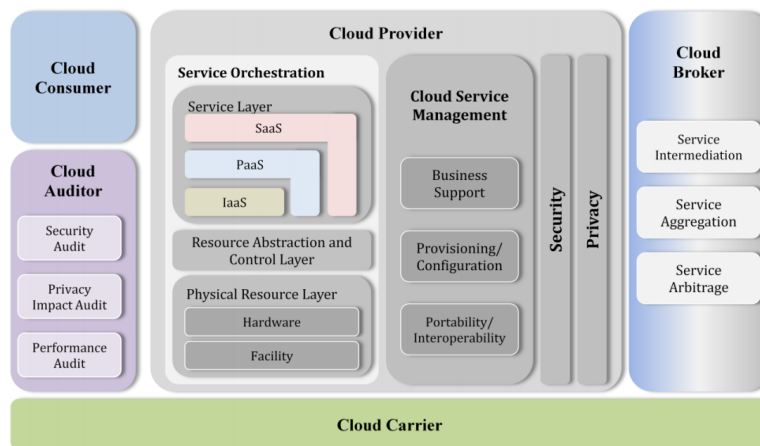 Cloud
Consumer
Cloud
Auditor
Security
Audit
Privacy
Impact Audit
Performance
Audit
Cloud Provider
Service Orchestration
Service Layer
SaaS
PaaS
IaaS
Resource Abstraction and
Control Layer
Physical Resource Layer
Hardware
Facility
Cloud Service
Management
Business
Support
Provisioning/
Configuration
Portability/
Interoperability
Security
Privacy
Cloud
Broker
Service
Intermediation
Service
Aggregation
Service
Arbitrage
Cloud Carrier